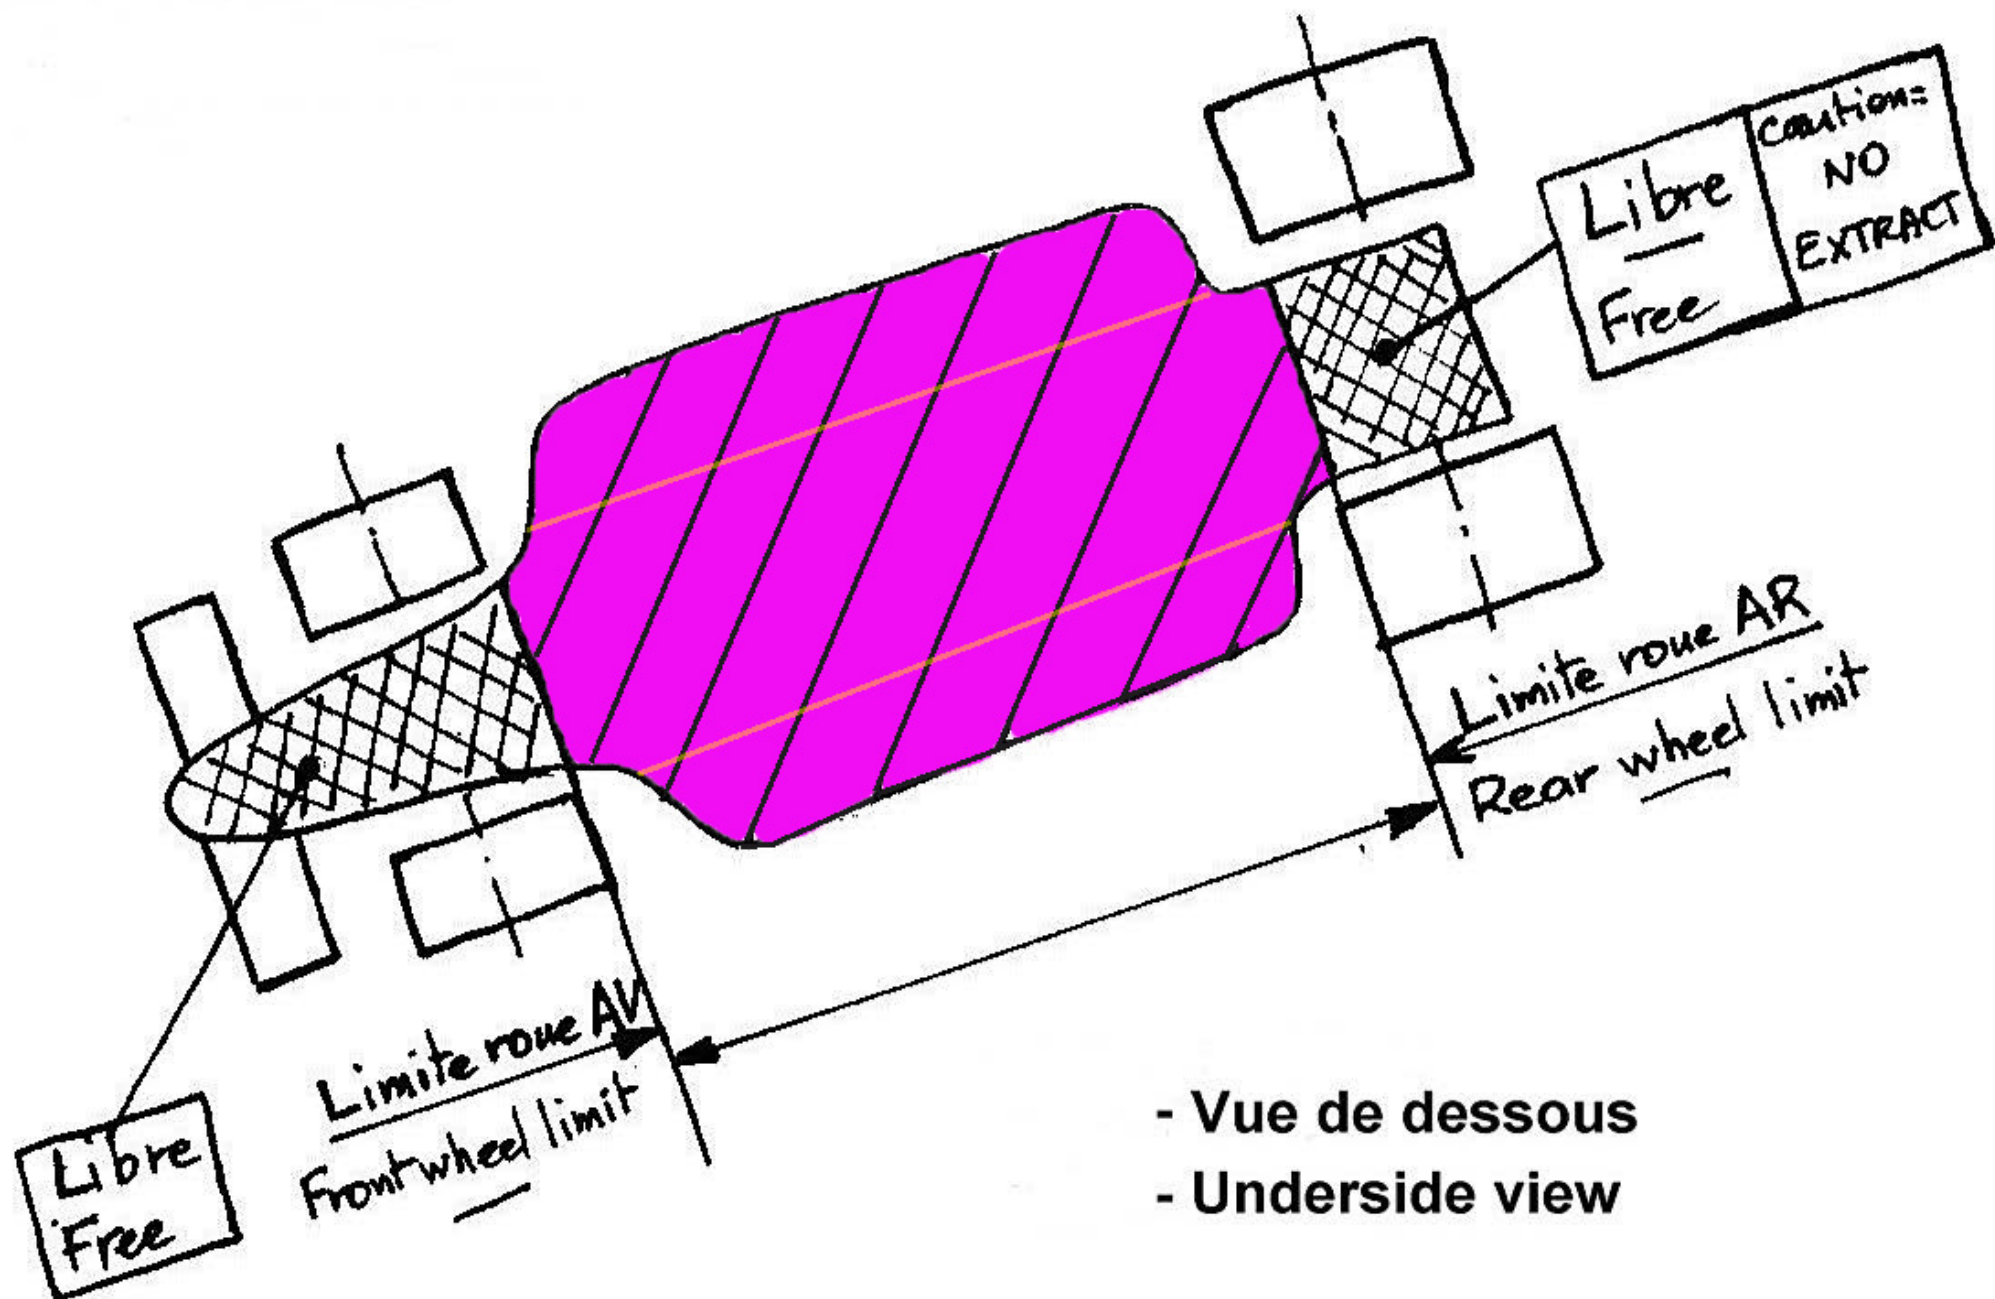 Libre
Free
Caution=
NO
EXTRACT
Limite roue AR
Rear wheel limit
Limite roue AV
Front wheel limit
Libre
Free
- Vue de dessous
- Underside view